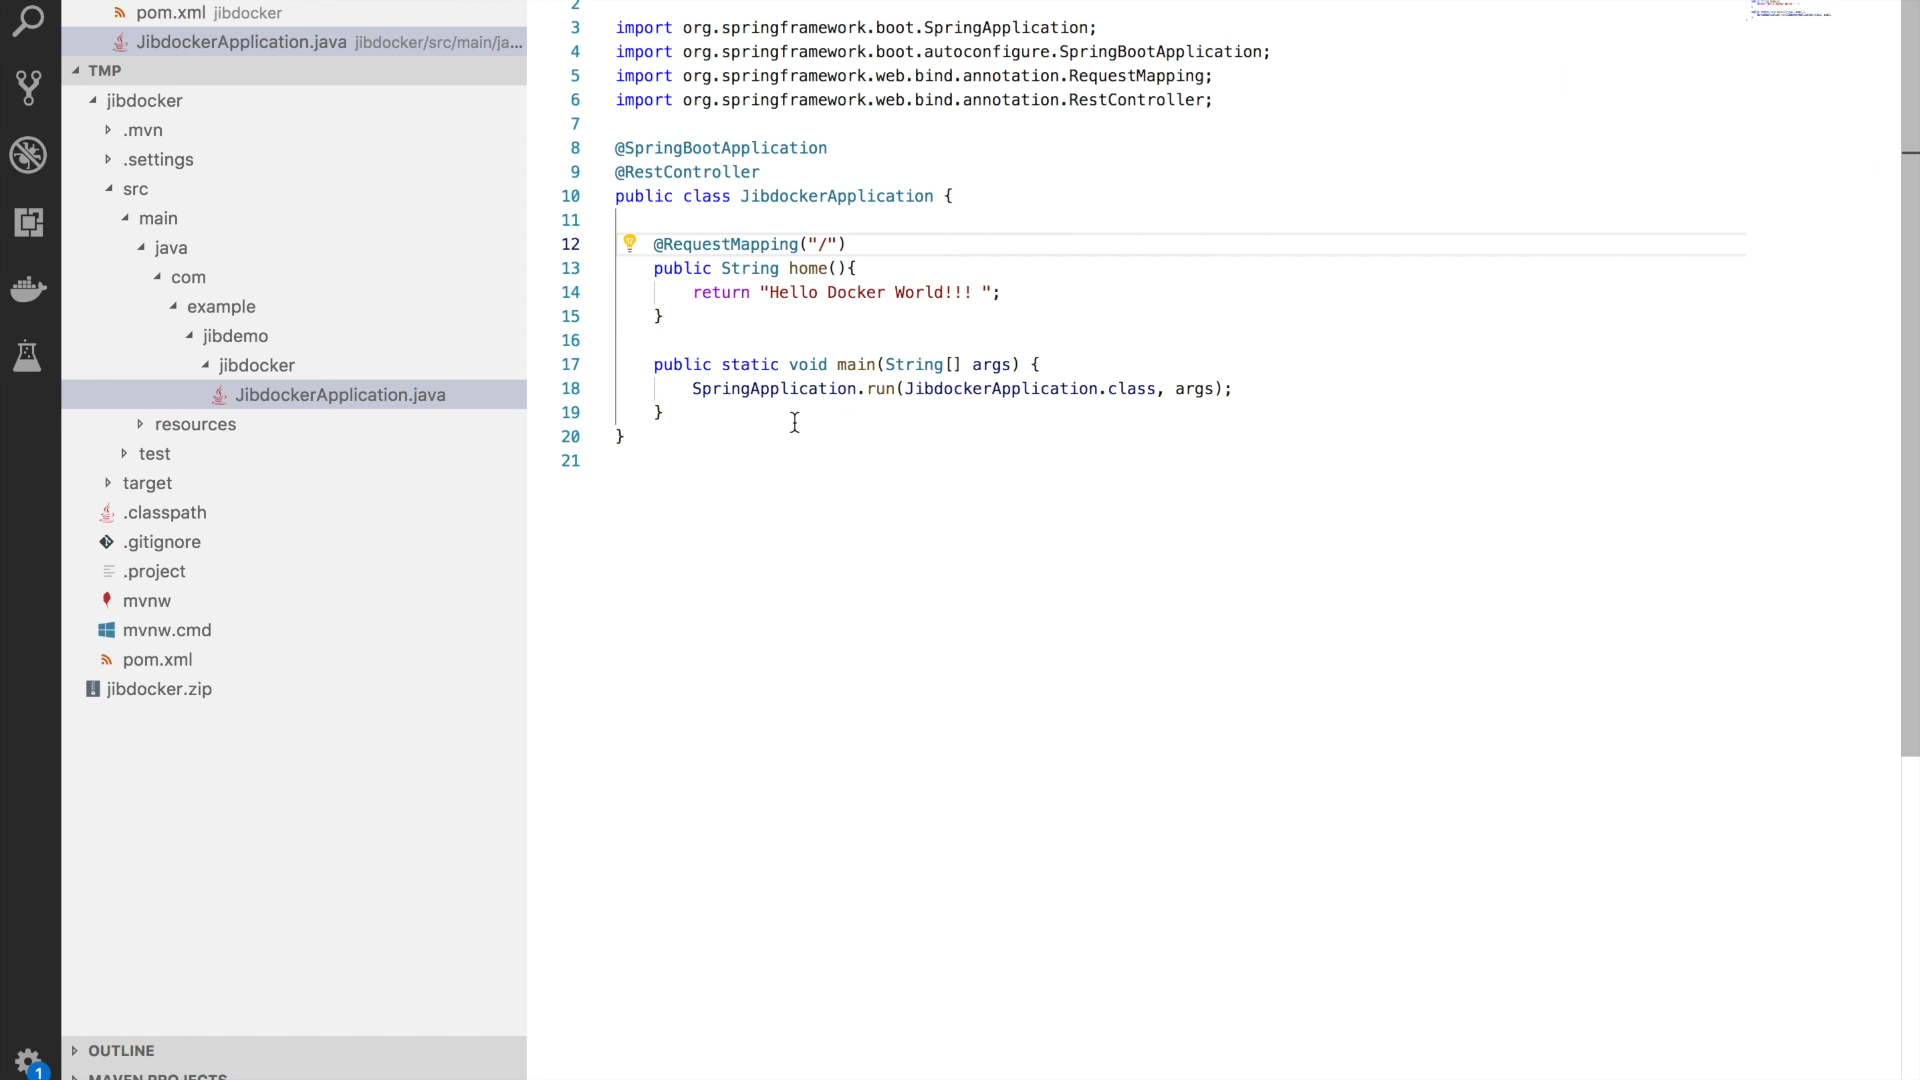 pom.xml jibdocker
JibdockerApplication.java jibdocker/src/main/ja...
TMP
jibdocker
.mvn
.settings
src
main
java
com
example
jibdemo
jibdocker
JibdockerApplication.java
resources
test
target
.classpath
.gitignore
.project
mvnw
mvnw.cmd
pom.xml
jibdocker.zip
OUTLINE
MAVEN PROJECTS
1
2
3 import org.springframework.boot.SpringApplication;
4 import org.springframework.boot.autoconfigure.SpringBootApplication;
5 import org.springframework.web.bind.annotation.RequestMapping;
6 import org.springframework.web.bind.annotation.RestController;
7
8 @SpringBootApplication
9 @RestController
10 public class JibdockerApplication {
11
12 @RequestMapping("/")
13 public String home(){
14 return "Hello Docker World!!! ";
15 }
16
17 public static void main(String[] args) {
18 SpringApplication.run(JibdockerApplication.class, args);
19 }
20 }
21